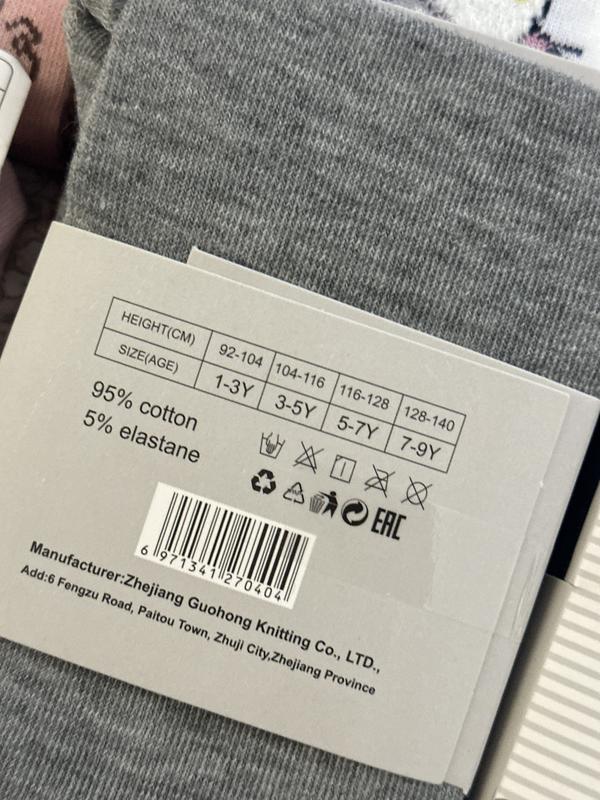 HEIGHT(CM) 92-104 104-116 116-128 128-140
SIZE(AGE) 1-3Y 3-5Y 5-7Y 7-9Y
95% cotton
5% elastane
EAC
6 971341 270404
Manufacturer:Zhejiang Guohong Knitting Co., LTD.,
Add:6 Fengzu Road, Paitou Town, Zhuji City,Zhejiang Province